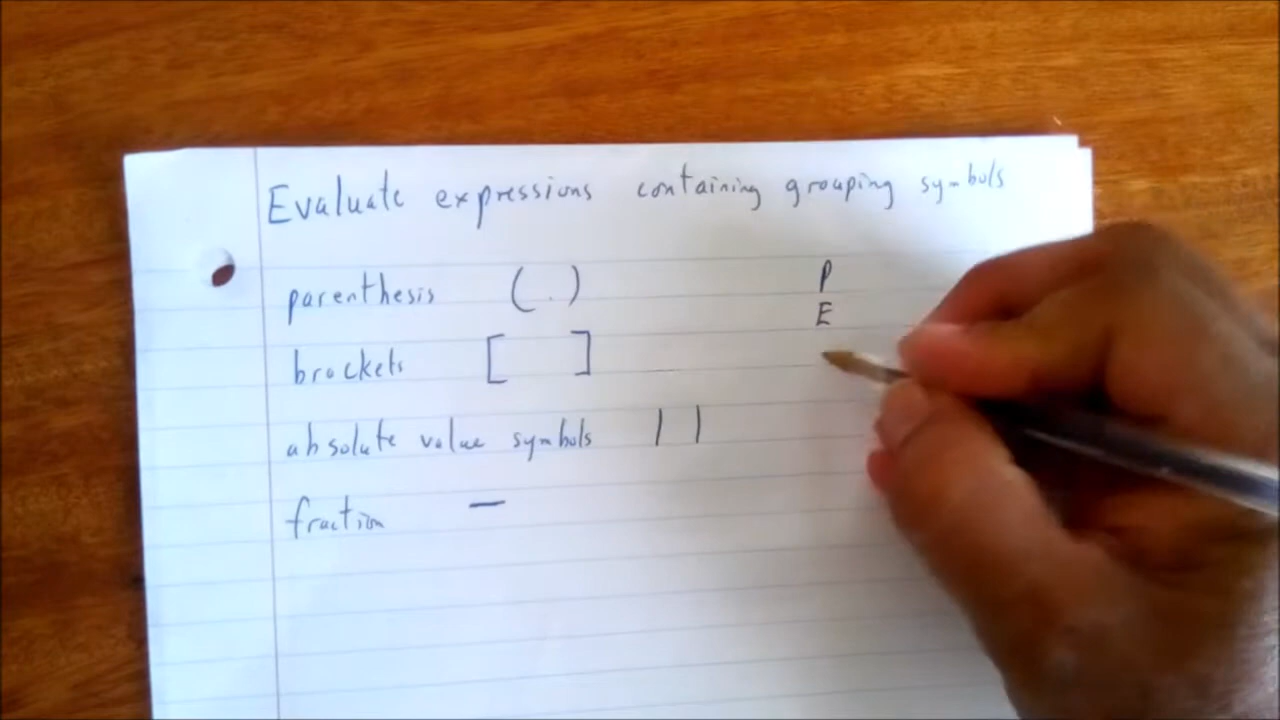 Evaluate expressions containing grouping symbols
parenthesis ( . ) P
E
brackets [ ]
absolute value symbols | |
fraction —